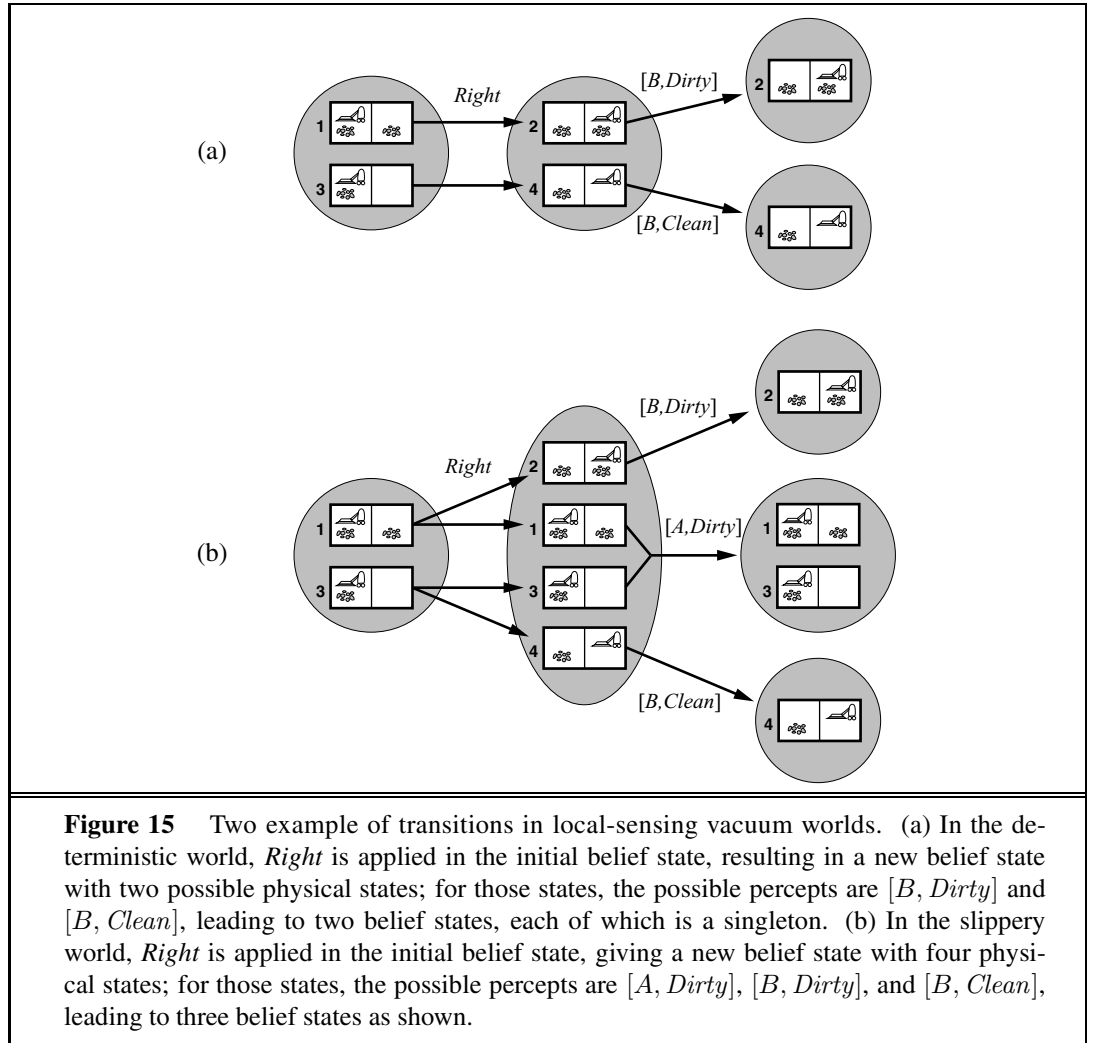 Right
[B,Dirty]
2
1
2
(a)
3
4
[B,Clean]
4
[B,Dirty]
2
Right
2
1
1
[A,Dirty]
1
(b)
3
3
3
4
[B,Clean]
4
Figure 15 Two example of transitions in local-sensing vacuum worlds. (a) In the de-
terministic world, Right is applied in the initial belief state, resulting in a new belief state
with two possible physical states; for those states, the possible percepts are [B, Dirty] and
[B, Clean], leading to two belief states, each of which is a singleton. (b) In the slippery
world, Right is applied in the initial belief state, giving a new belief state with four physi-
cal states; for those states, the possible percepts are [A, Dirty], [B, Dirty], and [B, Clean],
leading to three belief states as shown.